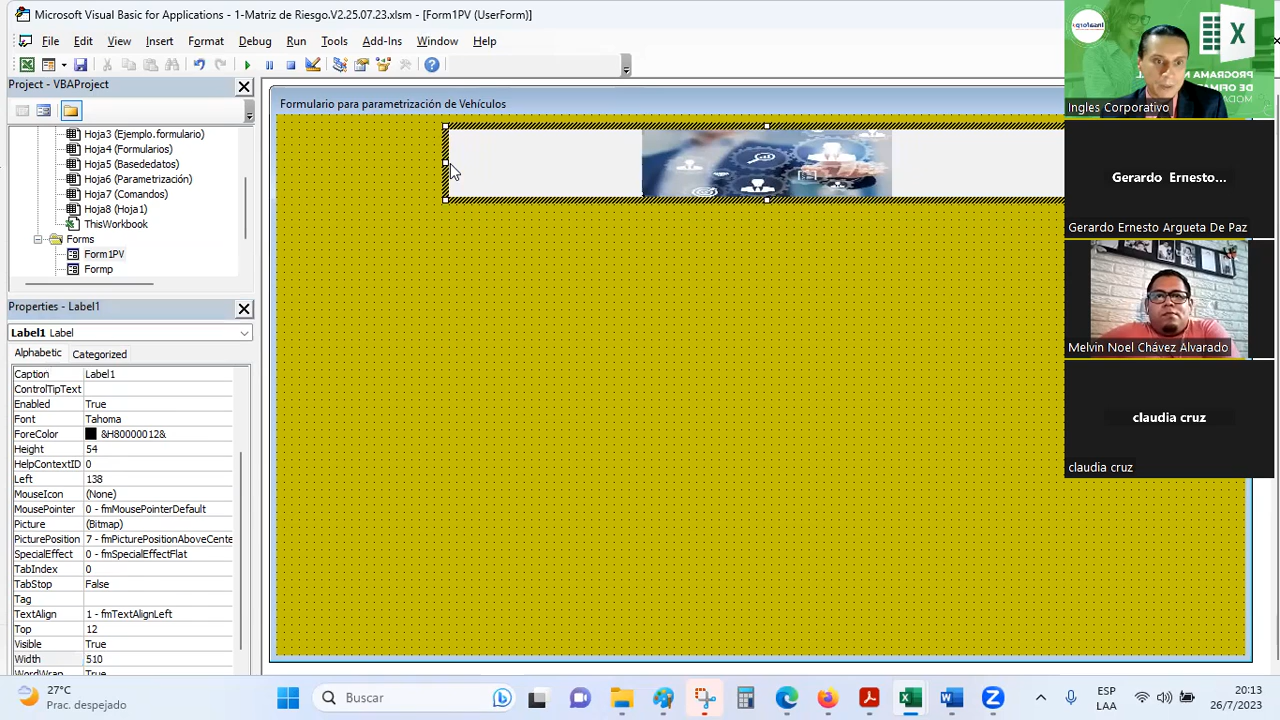 Microsoft Visual Basic for Applications - 1-Matriz de Riesgo.V2.25.07.23.xlsm - [Form1PV (UserForm)]
File Edit View Insert Format Debug Run Tools Add-Ins Window Help
Project - VBAProject
Hoja3 (Ejemplo.formulario)
Hoja4 (Formularios)
Hoja5 (Basededatos)
Hoja6 (Parametrización)
Hoja7 (Comandos)
Hoja8 (Hoja1)
ThisWorkbook
Forms
Form1PV
Formp
Properties - Label1
Label1 Label
Alphabetic Categorized
Caption Label1
ControlTipText
Enabled True
Font Tahoma
ForeColor &H80000012&
Height 54
HelpContextID 0
Left 138
MouseIcon (None)
MousePointer 0 - fmMousePointerDefault
Picture (Bitmap)
PicturePosition 7 - fmPicturePositionAboveCente
SpecialEffect 0 - fmSpecialEffectFlat
TabIndex 0
TabStop False
Tag
TextAlign 1 - fmTextAlignLeft
Top 12
Visible True
Width 510
WordWrap True
Formulario para parametrización de Vehículos
Ingles Corporativo
Gerardo Ernesto...
Gerardo Ernesto Argueta De Paz
Melvin Noel Chávez Alvarado
claudia cruz
claudia cruz
27°C
Prac. despejado
Buscar
ESP
LAA
20:13
26/7/2023